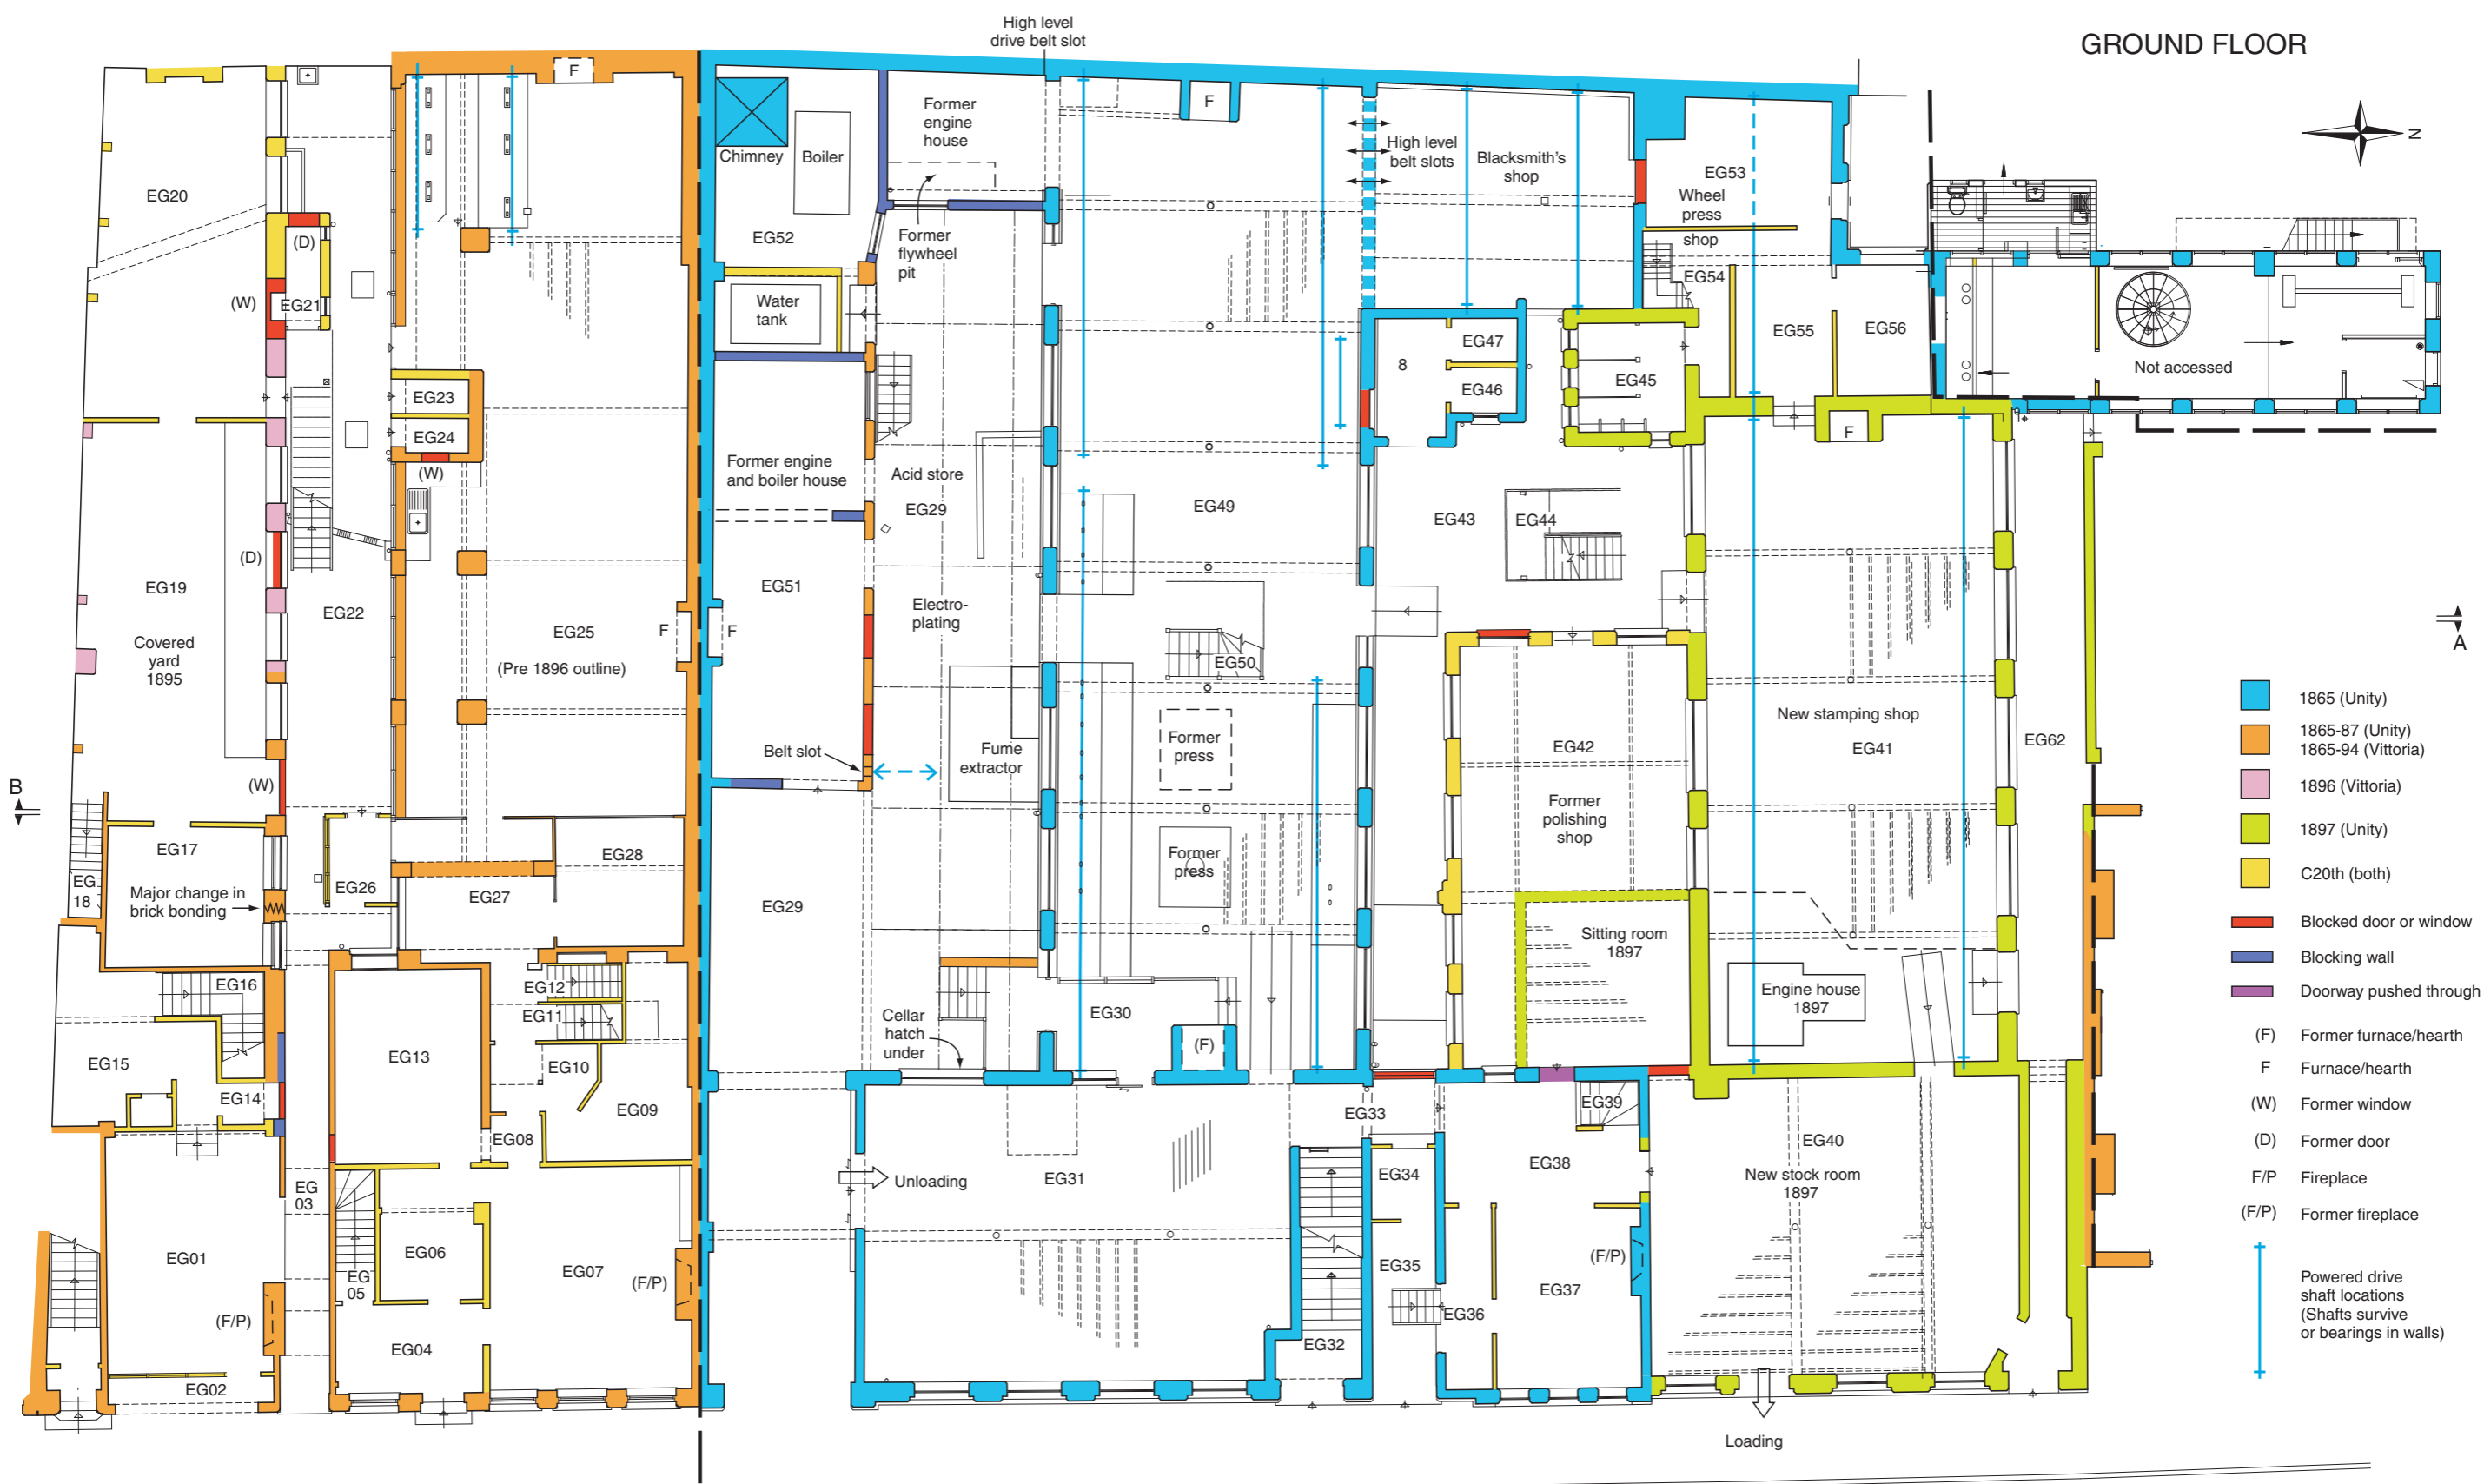 GROUND FLOOR
High level
drive belt slot
N
F
Former
engine
house
F
High level
belt slots
Blacksmith's
shop
Chimney
Boiler
EG53
Wheel
press
shop
EG20
(D)
EG52
Former
flywheel
pit
EG54
(W)
EG21
Water
tank
EG47
EG55
EG56
8
EG46
EG45
Not accessed
EG23
EG24
F
(W)
Former engine
and boiler house
Acid store
EG29
EG49
EG43
EG44
(D)
EG19
EG22
EG51
Electro-
plating
EG25
F
F
(Pre 1896 outline)
Covered
yard
1895
EG50
A
New stamping shop
EG41
EG62
EG42
Former
press
Fume
extractor
Belt slot
(W)
B
Former
polishing
shop
EG17
EG28
Former
press
EG
18
Major change in
brick bonding
EG26
EG27
EG29
Sitting room
1897
EG16
EG12
EG11
EG30
Engine house
1897
Cellar
hatch
under
(F)
EG15
EG13
EG10
EG14
EG09
EG33
EG39
EG08
EG40
New stock room
1897
EG
03
Unloading
EG31
EG34
EG38
EG01
EG06
EG
05
EG07
(F/P)
EG35
EG37
(F/P)
EG36
(F/P)
EG04
EG32
EG02
Loading
1865 (Unity)
1865-87 (Unity)
1865-94 (Vittoria)
1896 (Vittoria)
1897 (Unity)
C20th (both)
Blocked door or window
Blocking wall
Doorway pushed through
(F) Former furnace/hearth
F Furnace/hearth
(W) Former window
(D) Former door
F/P Fireplace
(F/P) Former fireplace
Powered drive
shaft locations
(Shafts survive
or bearings in walls)